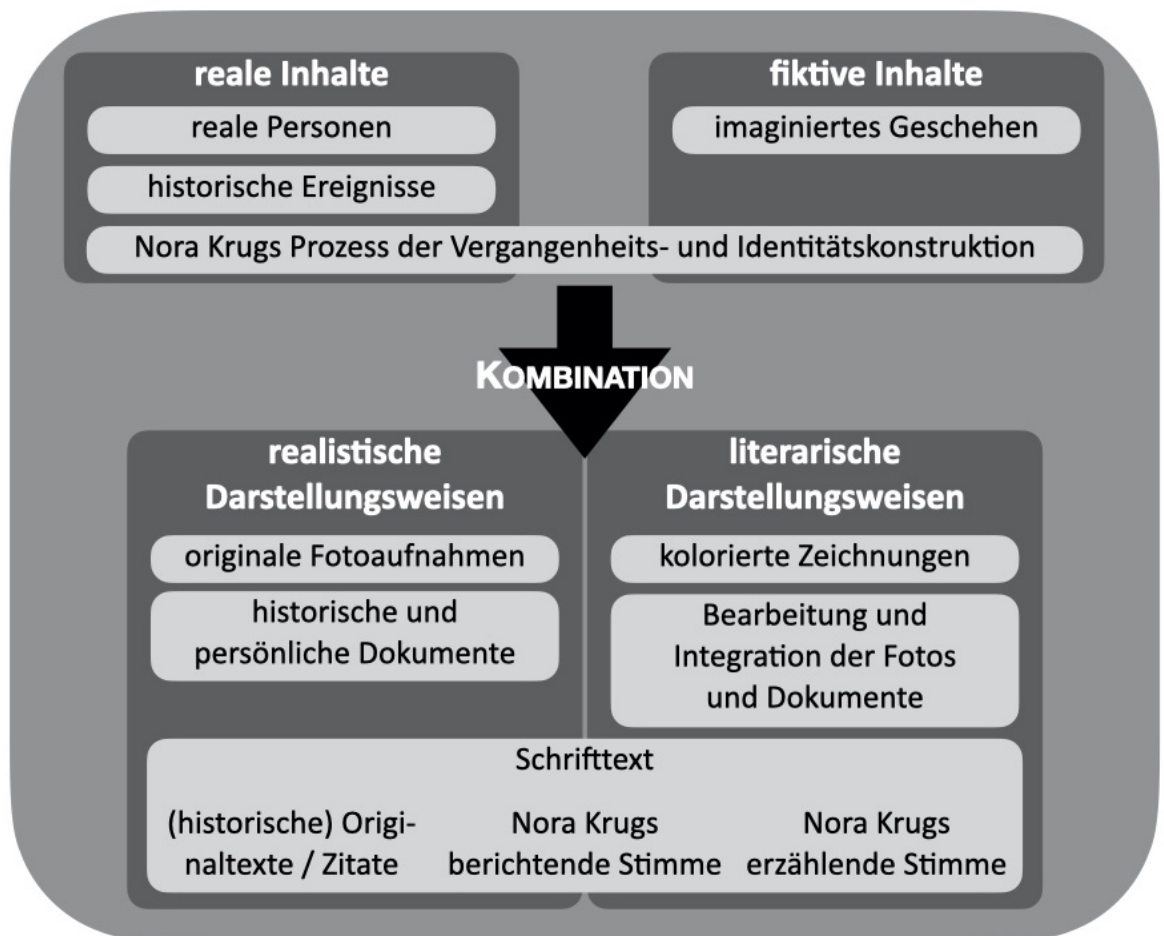 reale Inhalte
reale Personen
historische Ereignisse
fiktive Inhalte
imaginiertes Geschehen
Nora Krugs Prozess der Vergangenheits- und Identitätskonstruktion
KOMBINATION
realistische
Darstellungsweisen
originale Fotoaufnahmen
historische und
persönliche Dokumente
literarische
Darstellungsweisen
kolorierte Zeichnungen
Bearbeitung und
Integration der Fotos
und Dokumente
Schrifttext
(historische) Origi-
naltexte / Zitate
Nora Krugs
berichtende Stimme
Nora Krugs
erzählende Stimme